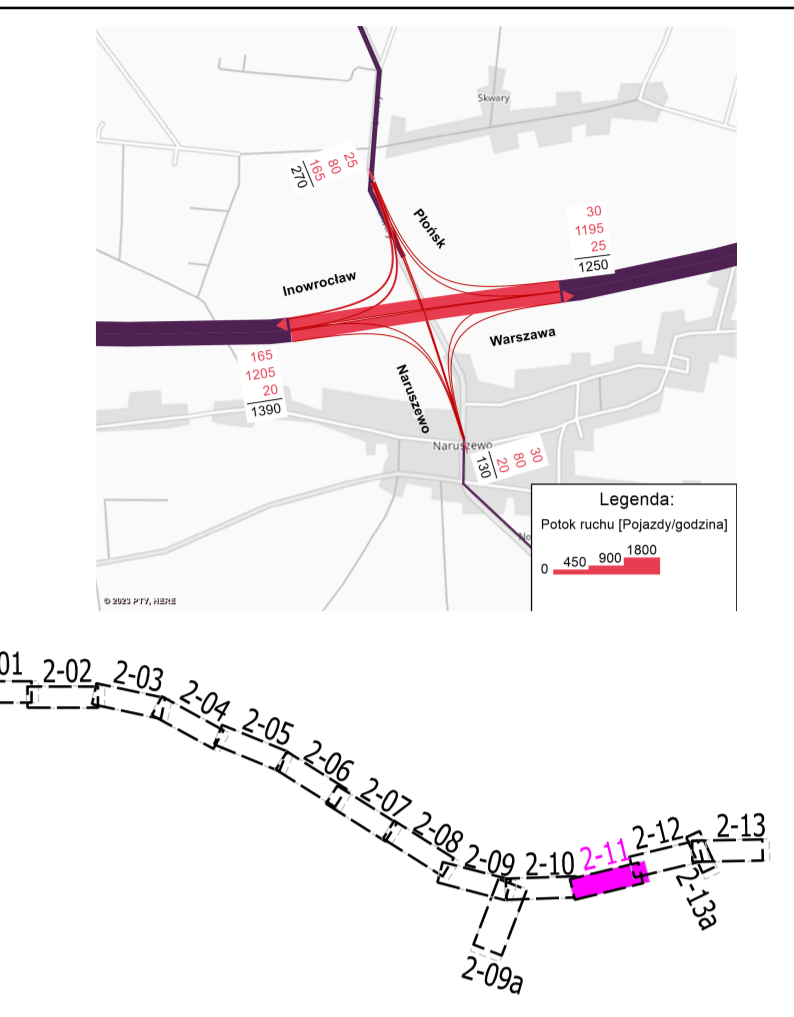 Skwary
25
80
165
270
Płońsk
30
1195
25
1250
Inowrocław
Warszawa
165
1205
20
1390
Naruszewo
Naruszewo
130
20
80
30
Legenda:
Potok ruchu [Pojazdy/godzina]
0 450 900 1800
© 2023 PTV, HERE
01
2-02
2-03
2-04
2-05
2-06
2-07
2-08
2-09
2-10
2-11
2-12
2-13
2-13a
2-09a